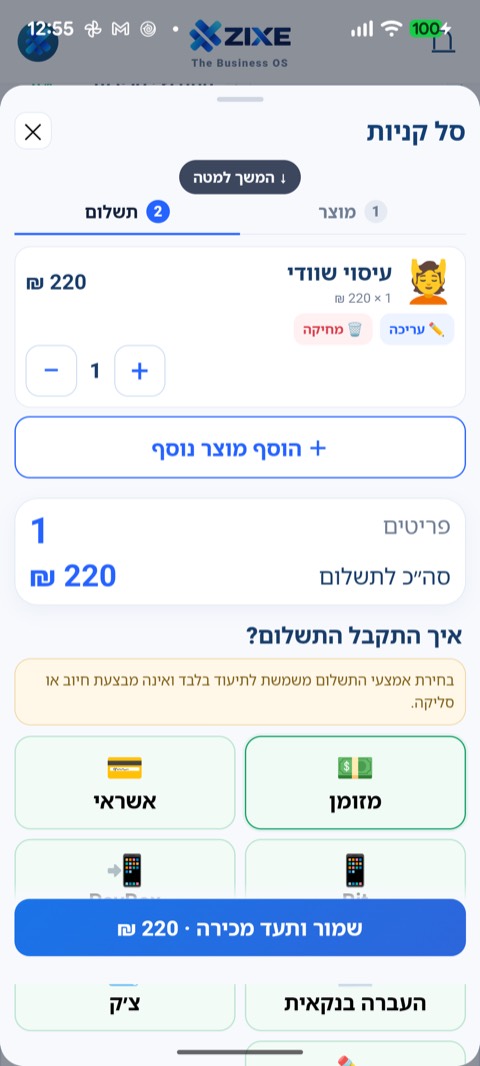 12:55
100
ZIXE
The Business OS
סל קניות
↓ המשך למטה
1 מוצר
2 תשלום
עיסוי שוודי
220 ₪
1 × 220 ₪
✏️ עריכה
🗑️ מחיקה
+ 1 −
+ הוסף מוצר נוסף
פריטים 1
סה״כ לתשלום 220 ₪
איך התקבל התשלום?
בחירת אמצעי התשלום משמשת לתיעוד בלבד ואינה מבצעת חיוב או
סליקה.
מזומן
אשראי
Bit
PayBox
שמור ותעד מכירה · 220 ₪
העברה בנקאית
צ׳ק